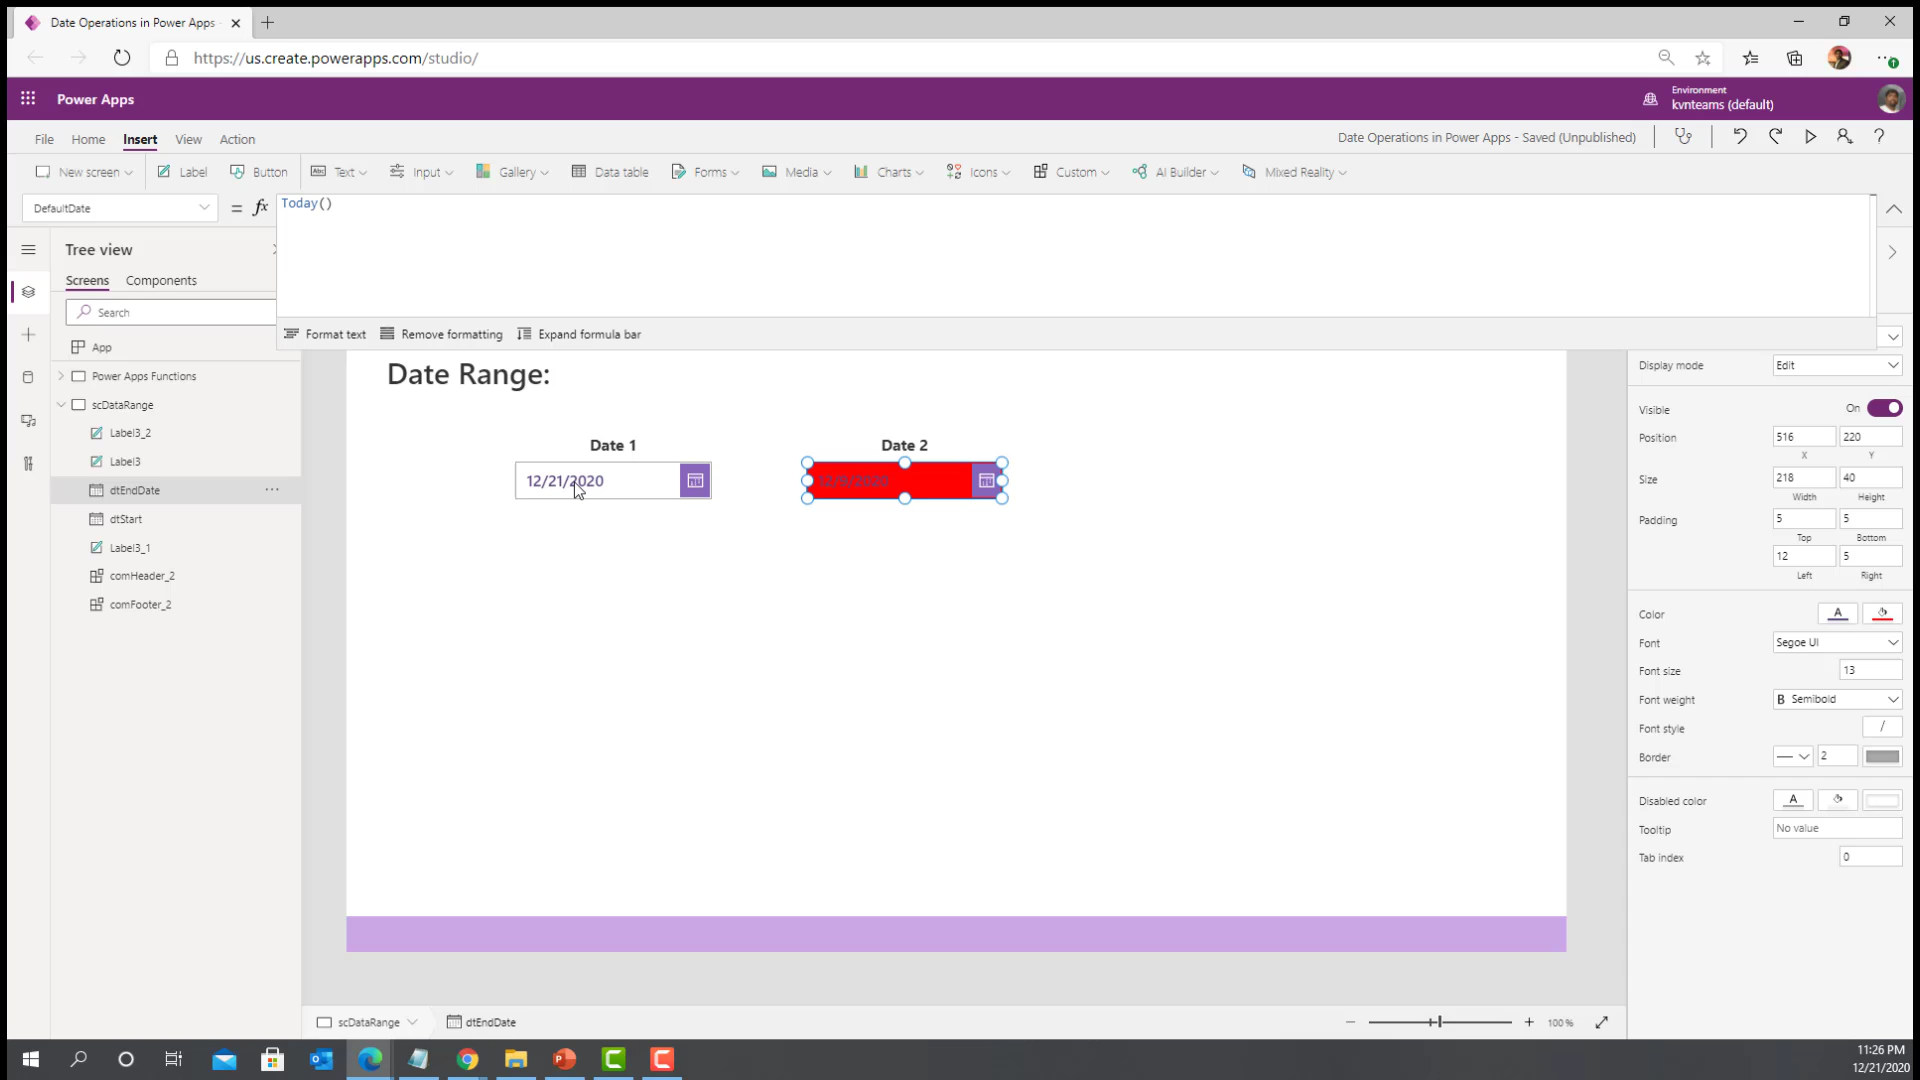 Date Operations in Power Apps
https://us.create.powerapps.com/studio/
Power Apps
Environment
kvnteams (default)
File Home Insert View Action
Date Operations in Power Apps - Saved (Unpublished)
New screen Label Button Text Input Gallery Data table Forms Media Charts Icons Custom AI Builder Mixed Reality
DefaultDate = fx Today()
Format text Remove formatting Expand formula bar
Tree view
Screens Components
Search
App
Power Apps Functions
scDataRange
Label3_2
Label3
dtEndDate
dtStart
Label3_1
comHeader_2
comFooter_2
Date Range:
Date 1 Date 2
12/21/2020 12/9/2020
Display mode Edit
Visible On
Position 516 220
X Y
Size 218 40
Width Height
Padding 5 5
Top Bottom
12 5
Left Right
Color A
Font Segoe UI
Font size 13
Font weight B Semibold
Font style /
Border 2
Disabled color A
Tooltip No value
Tab index 0
scDataRange dtEndDate
100 %
11:26 PM
12/21/2020